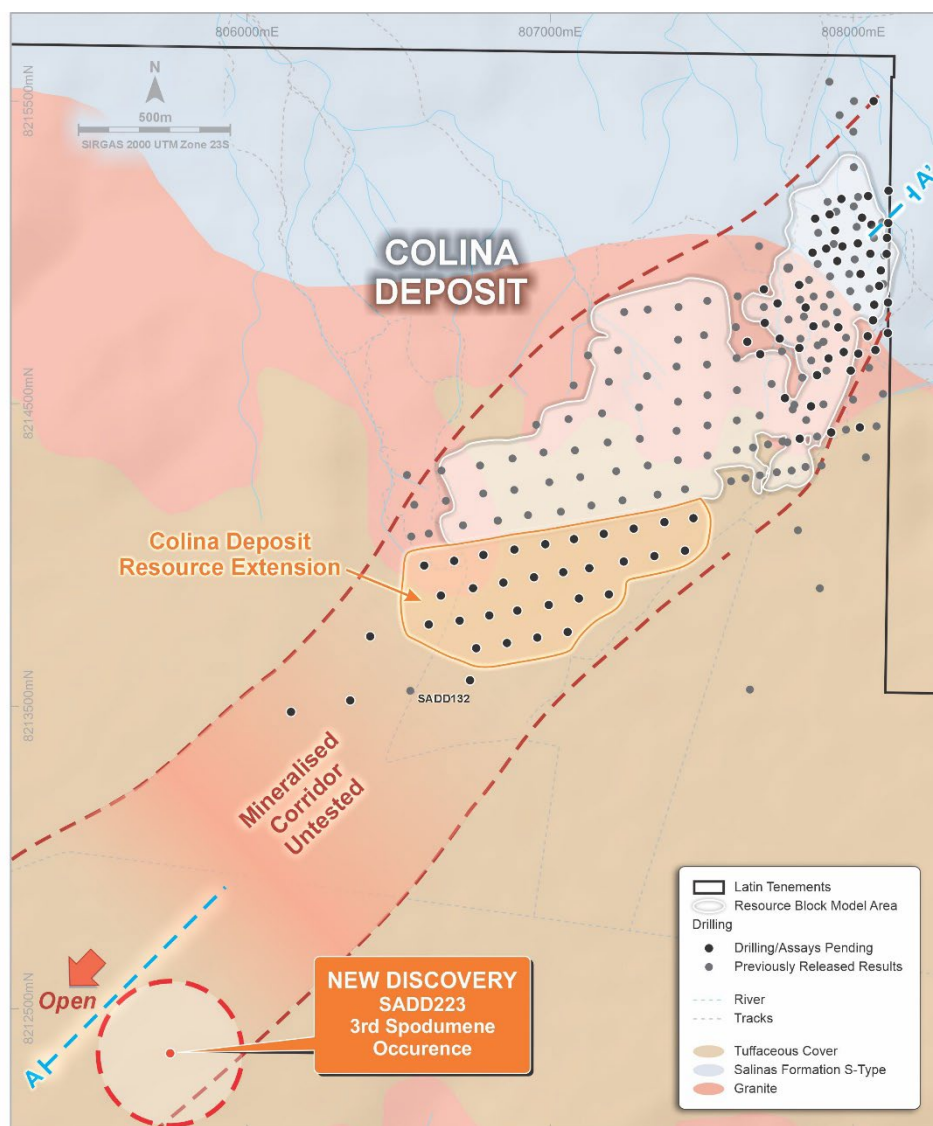 806000mE
807000mE
808000mE
8215500mN
N
500m
SIRGAS 2000 UTM Zone 23S
A'
COLINA
DEPOSIT
8214500mN
Colina Deposit
Resource Extension
SADD132
8213500mN
Mineralised
Corridor
Untested
Open
8212500mN
A
NEW DISCOVERY
SADD223
3rd Spodumene
Occurence
Latin Tenements
Resource Block Model Area
Drilling
Drilling/Assays Pending
Previously Released Results
River
Tracks
Tuffaceous Cover
Salinas Formation S-Type
Granite